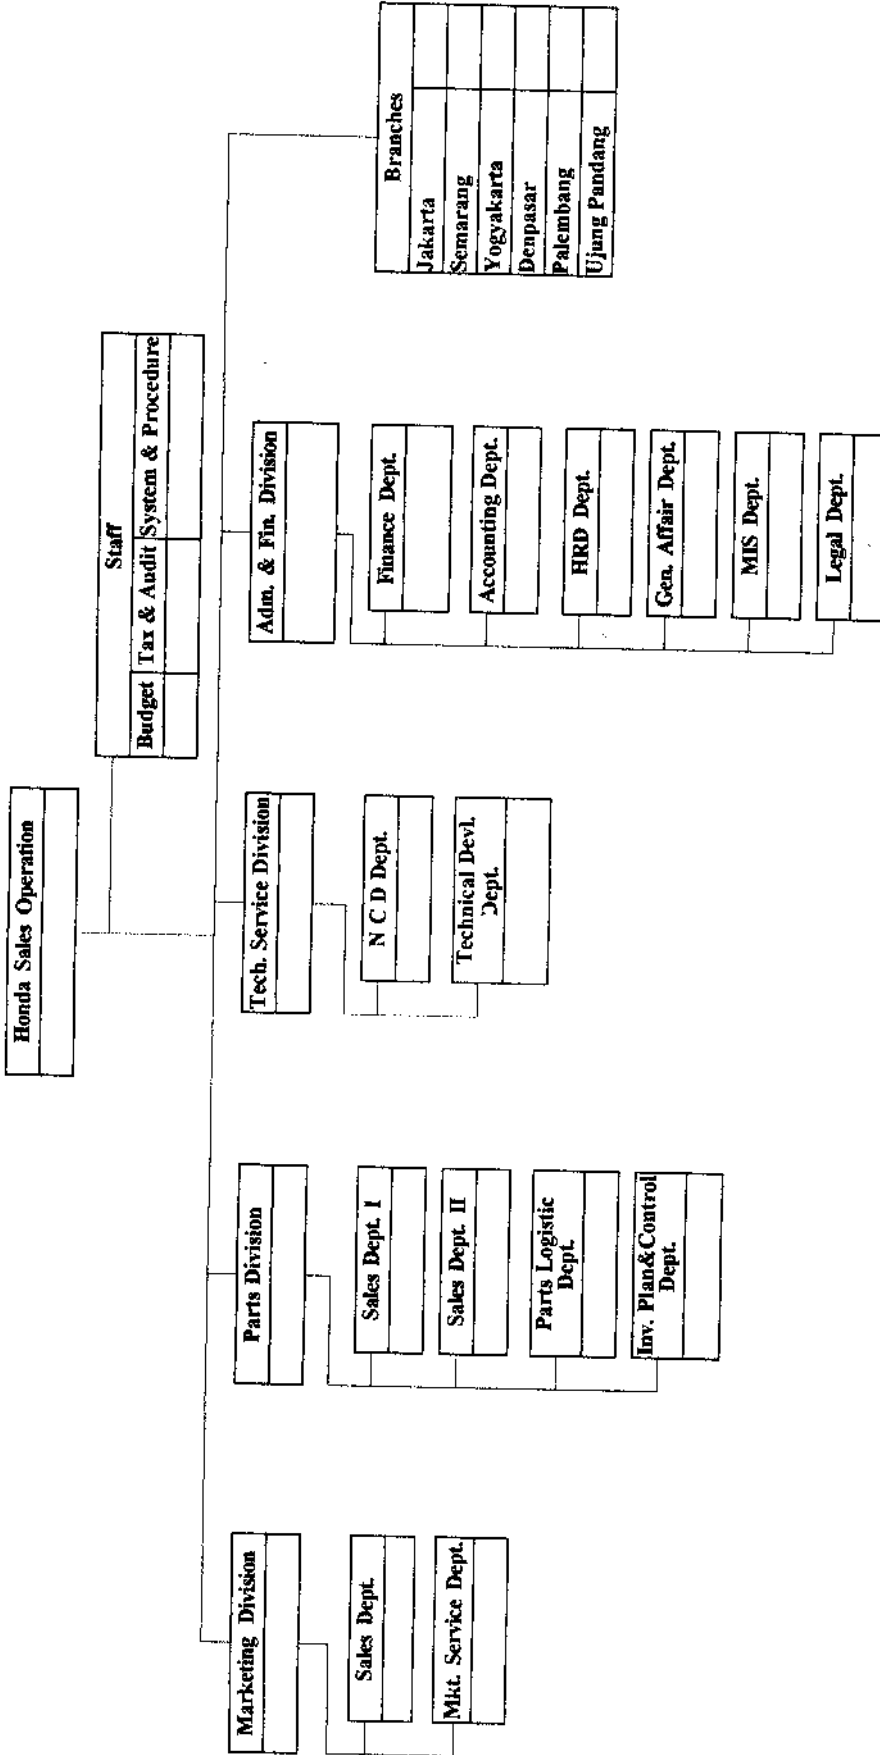 Honda Sales Operation
Staff
Budget
Tax & Audit
System & Procedure
Marketing Division
Sales Dept.
Mkt. Service Dept.
Parts Division
Sales Dept. I
Sales Dept. II
Parts Logistic
Dept.
Inv. Plan&Control
Dept.
Tech. Service Division
N C D Dept.
Technical Devl.
Dept.
Adm. & Fin. Division
Finance Dept.
Accounting Dept.
HRD Dept.
Gen. Affair Dept.
MIS Dept.
Legal Dept.
Branches
Jakarta
Semarang
Yogyakarta
Denpasar
Palembang
Ujung Pandang